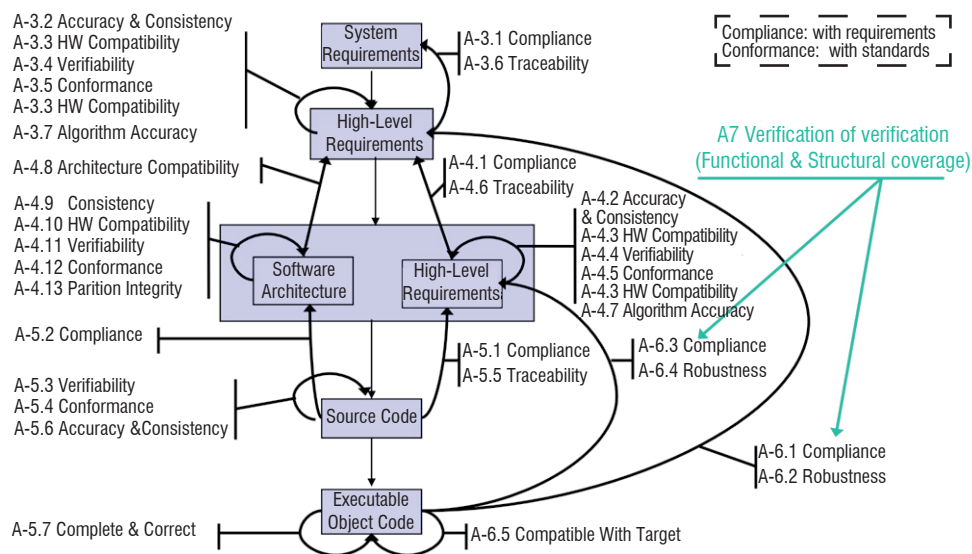 A-3.2 Accuracy & Consistency
A-3.3 HW Compatibility
A-3.4 Verifiability
A-3.5 Conformance
A-3.3 HW Compatibility
A-3.7 Algorithm Accuracy
System
Requirements
A-3.1 Compliance
A-3.6 Traceability
Compliance: with requirements
Conformance: with standards
High-Level
Requirements
A7 Verification of verification
(Functional & Structural coverage)
A-4.8 Architecture Compatibility
A-4.1 Compliance
A-4.6 Traceability
A-4.9 Consistency
A-4.10 HW Compatibility
A-4.11 Verifiability
A-4.12 Conformance
A-4.13 Parition Integrity
Software
Architecture
High-Level
Requirements
A-4.2 Accuracy
& Consistency
A-4.3 HW Compatibility
A-4.4 Verifiability
A-4.5 Conformance
A-4.3 HW Compatibility
A-4.7 Algorithm Accuracy
A-5.2 Compliance
A-5.1 Compliance
A-5.5 Traceability
A-6.3 Compliance
A-6.4 Robustness
A-5.3 Verifiability
A-5.4 Conformance
A-5.6 Accuracy &Consistency
Source Code
A-6.1 Compliance
A-6.2 Robustness
Executable
Object Code
A-5.7 Complete & Correct
A-6.5 Compatible With Target